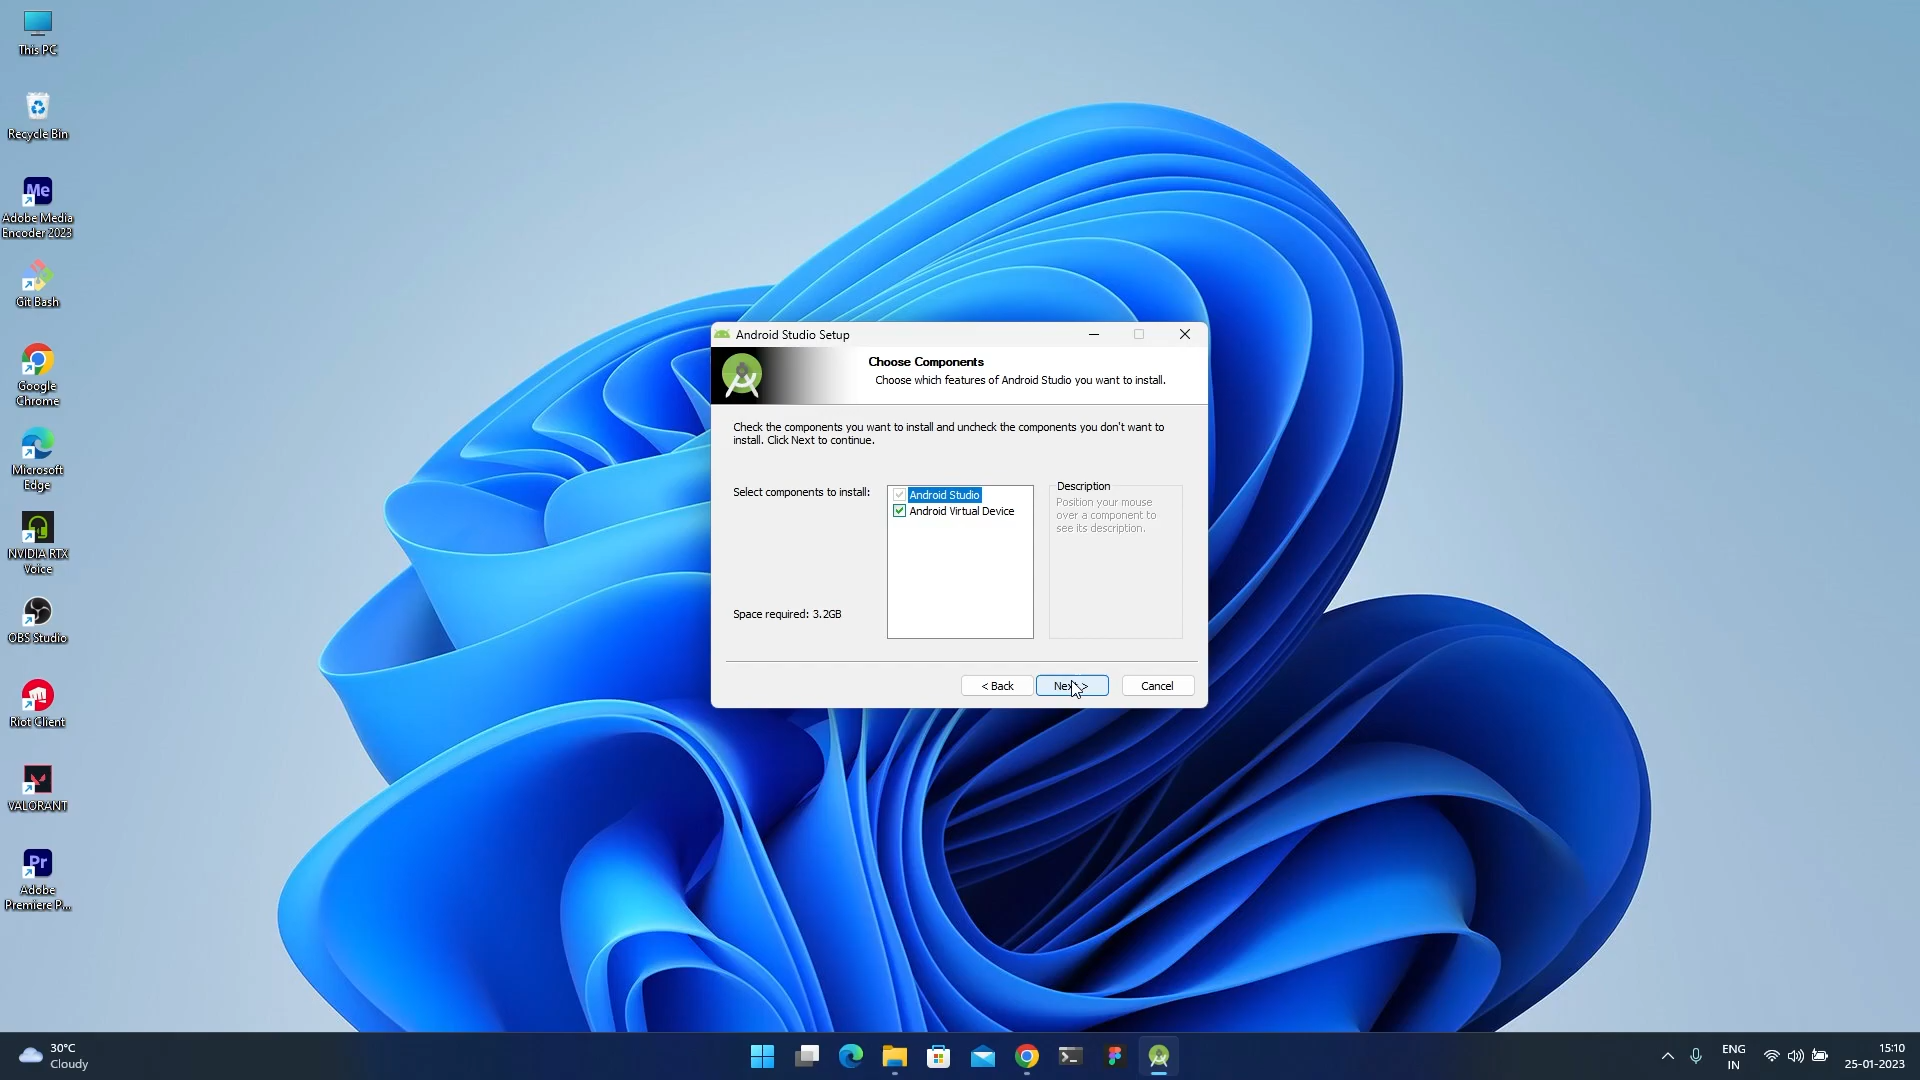 This PC
Recycle Bin
Me
Adobe Media
Encoder 2023
Git Bash
Google
Chrome
Microsoft
Edge
NVIDIA RTX
Voice
OBS Studio
Riot Client
VALORANT
Pr
Adobe
Premiere P...
Android Studio Setup
Choose Components
Choose which features of Android Studio you want to install.
Check the components you want to install and uncheck the components you don't want to
install. Click Next to continue.
Select components to install:
Android Studio
Android Virtual Device
Description
Position your mouse
over a component to
see its description.
Space required: 3.2GB
< Back
Next >
Cancel
30°C
Cloudy
ENG
IN
15:10
25-01-2023